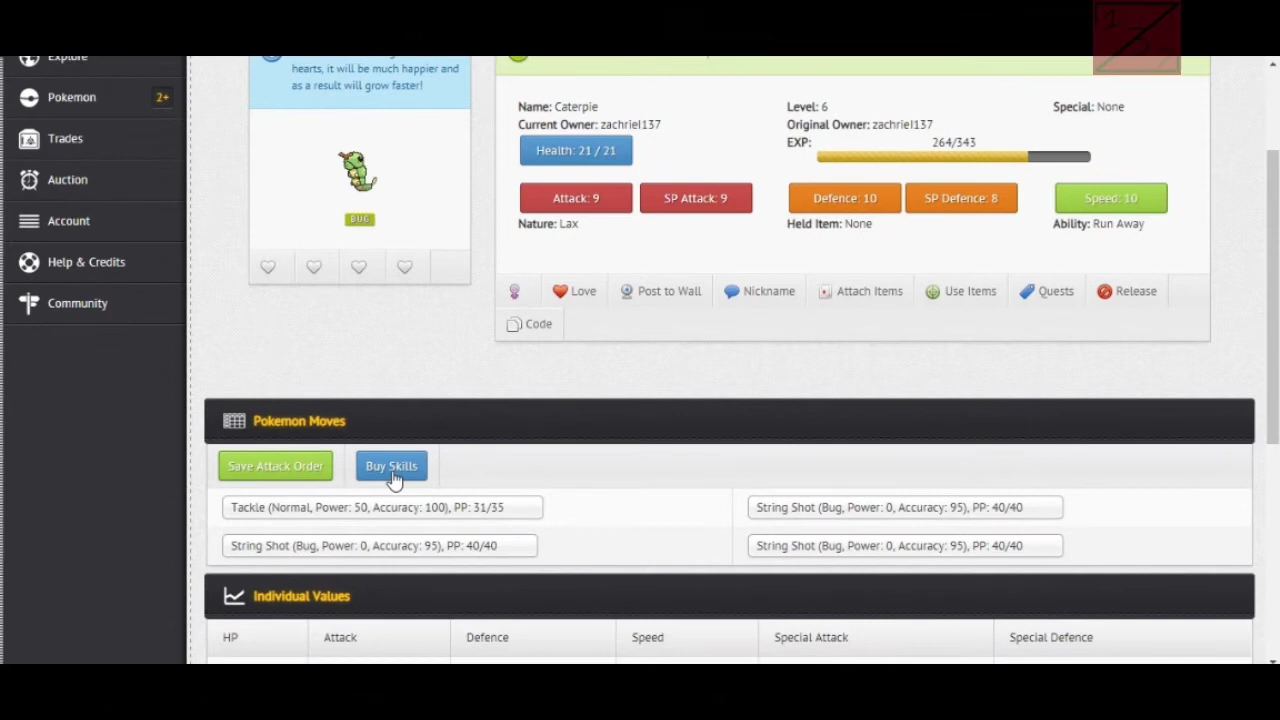 Explore
Pokemon 2+
Trades
Auction
Account
Help & Credits
Community
hearts, it will be much happier and
as a result will grow faster!
BUG
Name: Caterpie
Level: 6
Special: None
Current Owner: zachriel137
Original Owner: zachriel137
Health: 21 / 21
EXP: 264/343
Attack: 9
SP Attack: 9
Defence: 10
SP Defence: 8
Speed: 10
Nature: Lax
Held Item: None
Ability: Run Away
Love
Post to Wall
Nickname
Attach Items
Use Items
Quests
Release
Code
Pokemon Moves
Save Attack Order
Buy Skills
Tackle (Normal, Power: 50, Accuracy: 100), PP: 31/35
String Shot (Bug, Power: 0, Accuracy: 95), PP: 40/40
String Shot (Bug, Power: 0, Accuracy: 95), PP: 40/40
String Shot (Bug, Power: 0, Accuracy: 95), PP: 40/40
Individual Values
HP
Attack
Defence
Speed
Special Attack
Special Defence